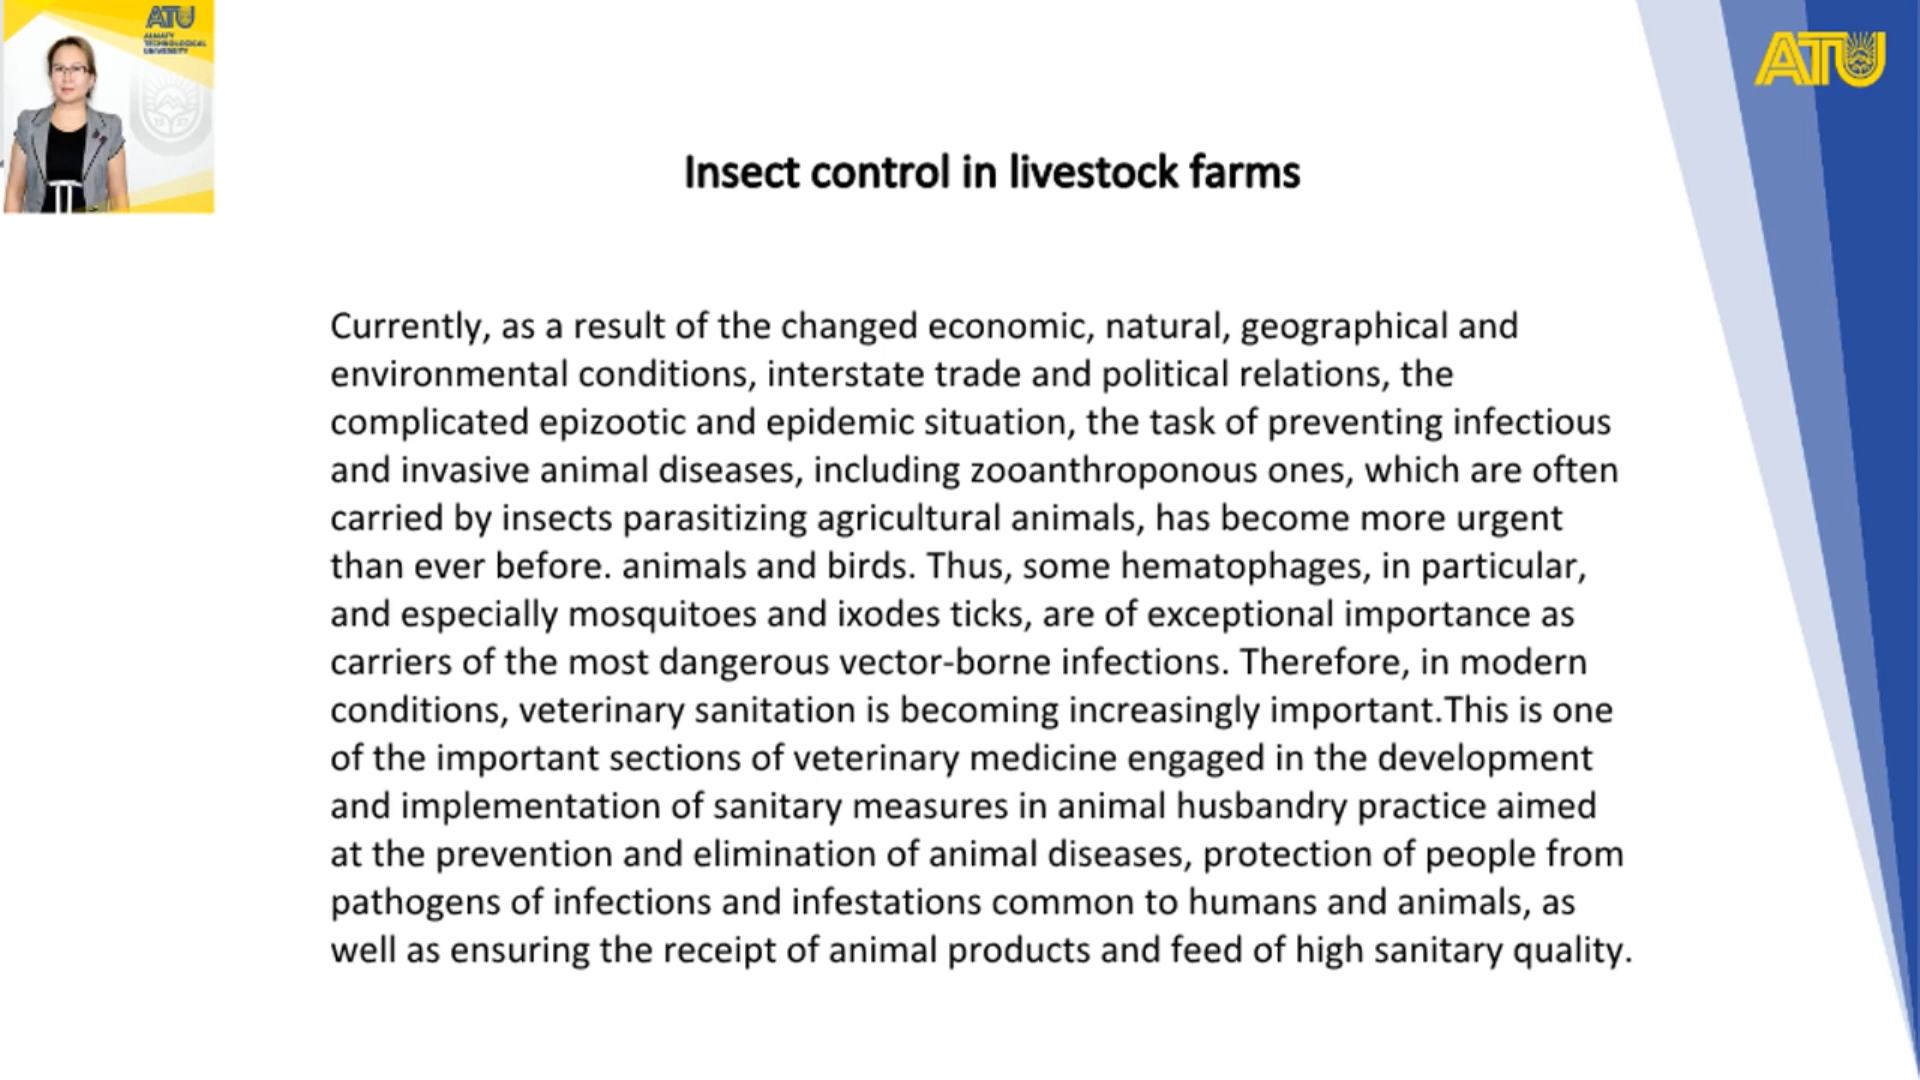 ATU
ALMATY
TECHNOLOGICAL
UNIVERSITY
ATU
Insect control in livestock farms
Currently, as a result of the changed economic, natural, geographical and
environmental conditions, interstate trade and political relations, the
complicated epizootic and epidemic situation, the task of preventing infectious
and invasive animal diseases, including zooanthroponous ones, which are often
carried by insects parasitizing agricultural animals, has become more urgent
than ever before. animals and birds. Thus, some hematophages, in particular,
and especially mosquitoes and ixodes ticks, are of exceptional importance as
carriers of the most dangerous vector-borne infections. Therefore, in modern
conditions, veterinary sanitation is becoming increasingly important.This is one
of the important sections of veterinary medicine engaged in the development
and implementation of sanitary measures in animal husbandry practice aimed
at the prevention and elimination of animal diseases, protection of people from
pathogens of infections and infestations common to humans and animals, as
well as ensuring the receipt of animal products and feed of high sanitary quality.